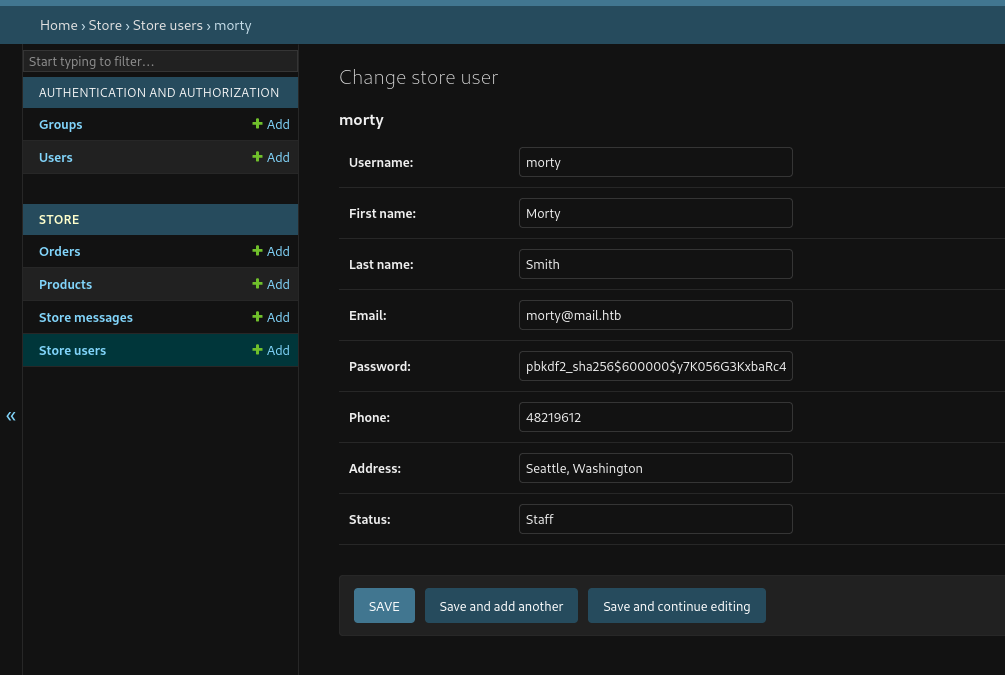 Home › Store › Store users › morty
Start typing to filter…
AUTHENTICATION AND AUTHORIZATION
Groups + Add
Users + Add
STORE
Orders + Add
Products + Add
Store messages + Add
Store users + Add
«
Change store user
morty
Username: morty
First name: Morty
Last name: Smith
Email: morty@mail.htb
Password: pbkdf2_sha256$600000$y7K056G3KxbaRc4
Phone: 48219612
Address: Seattle, Washington
Status: Staff
SAVE Save and add another Save and continue editing